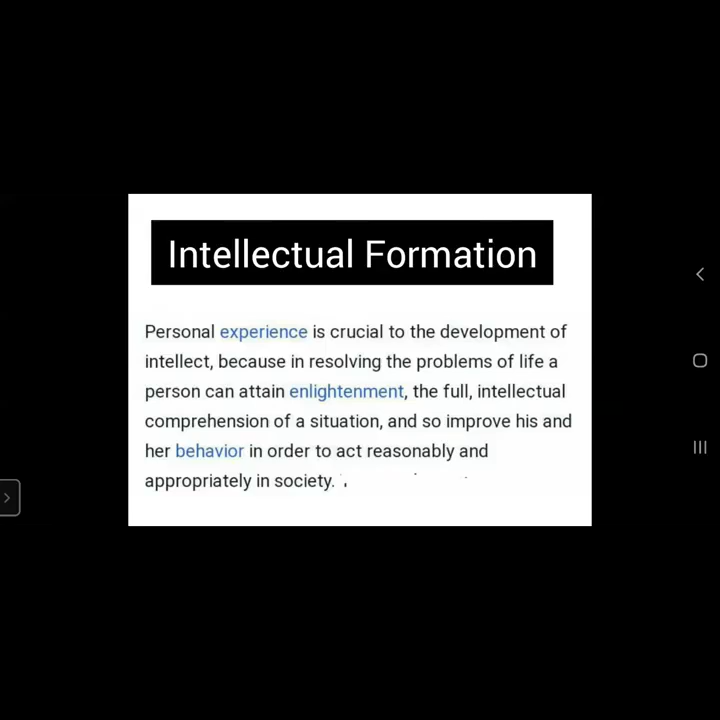 Intellectual Formation
Personal experience is crucial to the development of
intellect, because in resolving the problems of life a
person can attain enlightenment, the full, intellectual
comprehension of a situation, and so improve his and
her behavior in order to act reasonably and
appropriately in society.